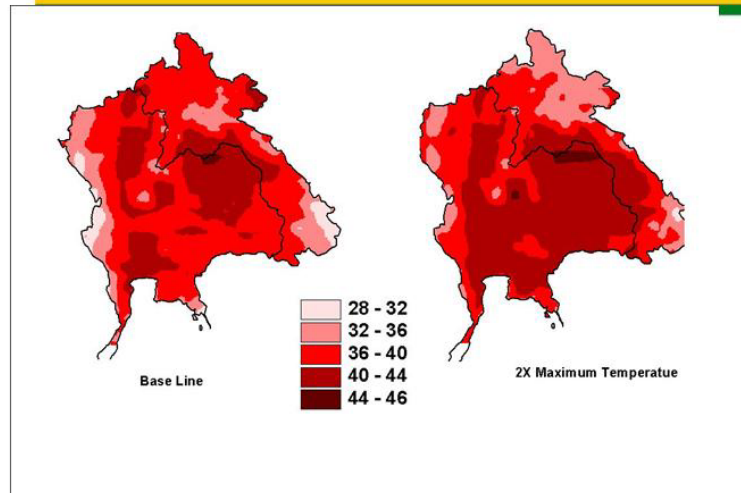 28 - 32
32 - 36
36 - 40
40 - 44
44 - 46
Base Line
2X Maximum Temperatue